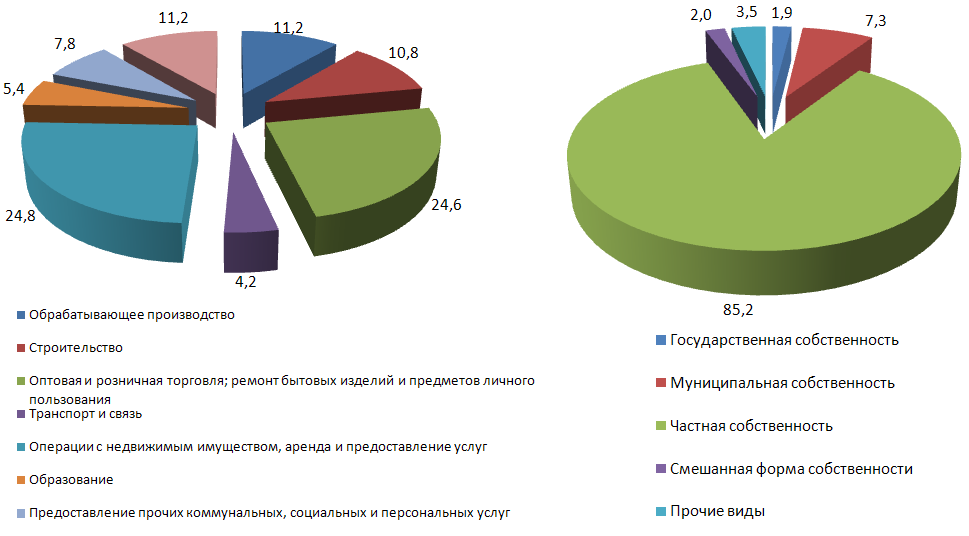 11,2
11,2
10,8
24,6
4,2
24,8
5,4
7,8
Обрабатывающее производство
Строительство
Оптовая и розничная торговля; ремонт бытовых изделий и предметов личного
пользования
Транспорт и связь
Операции с недвижимым имуществом, аренда и предоставление услуг
Образование
Предоставление прочих коммунальных, социальных и персональных услуг
2,0
3,5
1,9
7,3
85,2
Государственная собственность
Муниципальная собственность
Частная собственность
Смешанная форма собственности
Прочие виды